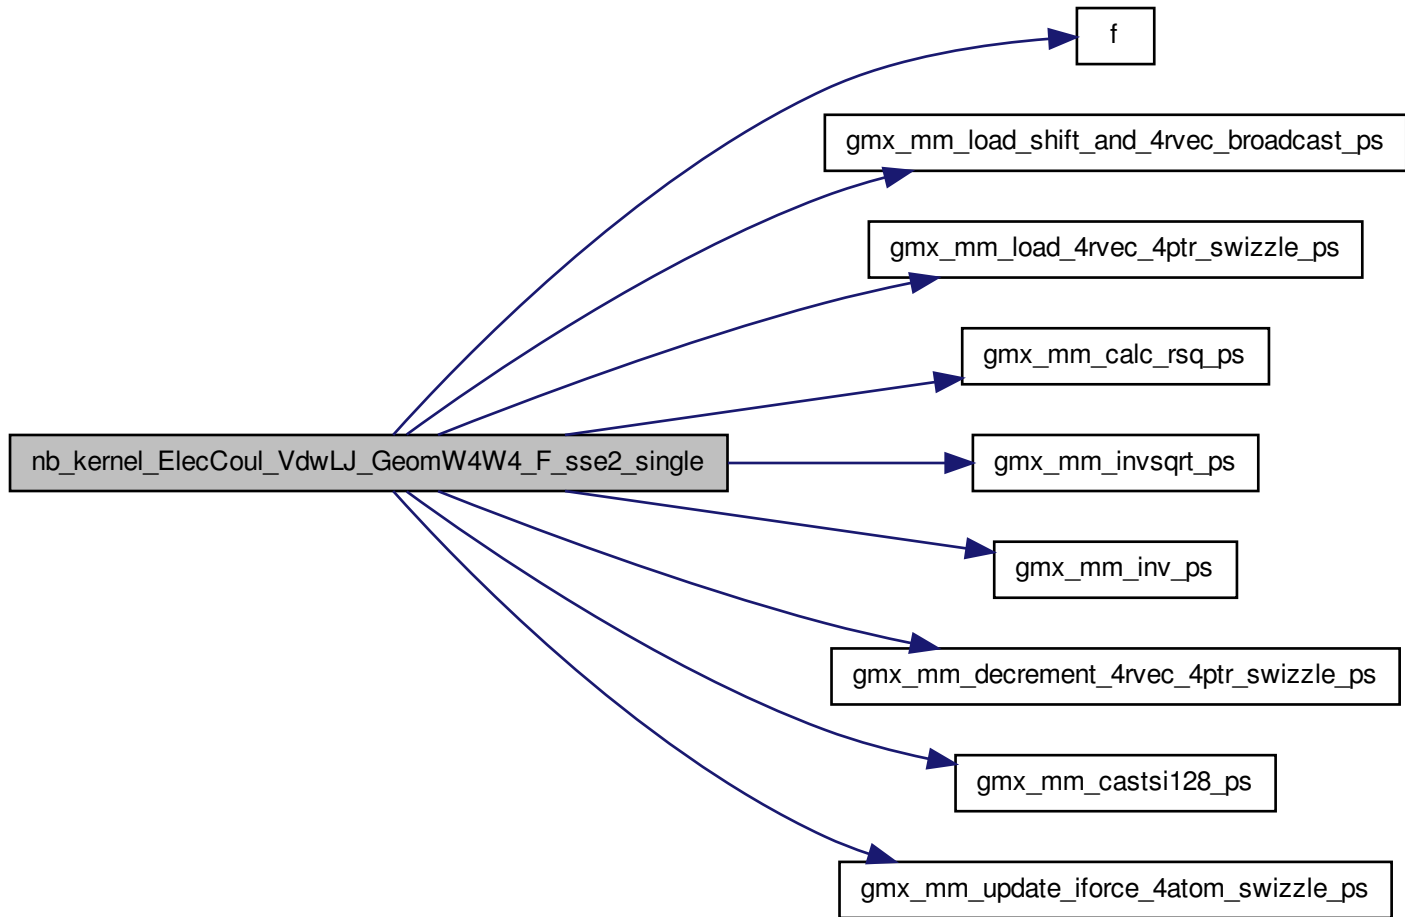 f
gmx_mm_load_shift_and_4rvec_broadcast_ps
gmx_mm_load_4rvec_4ptr_swizzle_ps
gmx_mm_calc_rsq_ps
nb_kernel_ElecCoul_VdwLJ_GeomW4W4_F_sse2_single
gmx_mm_invsqrt_ps
gmx_mm_inv_ps
gmx_mm_decrement_4rvec_4ptr_swizzle_ps
gmx_mm_castsi128_ps
gmx_mm_update_iforce_4atom_swizzle_ps